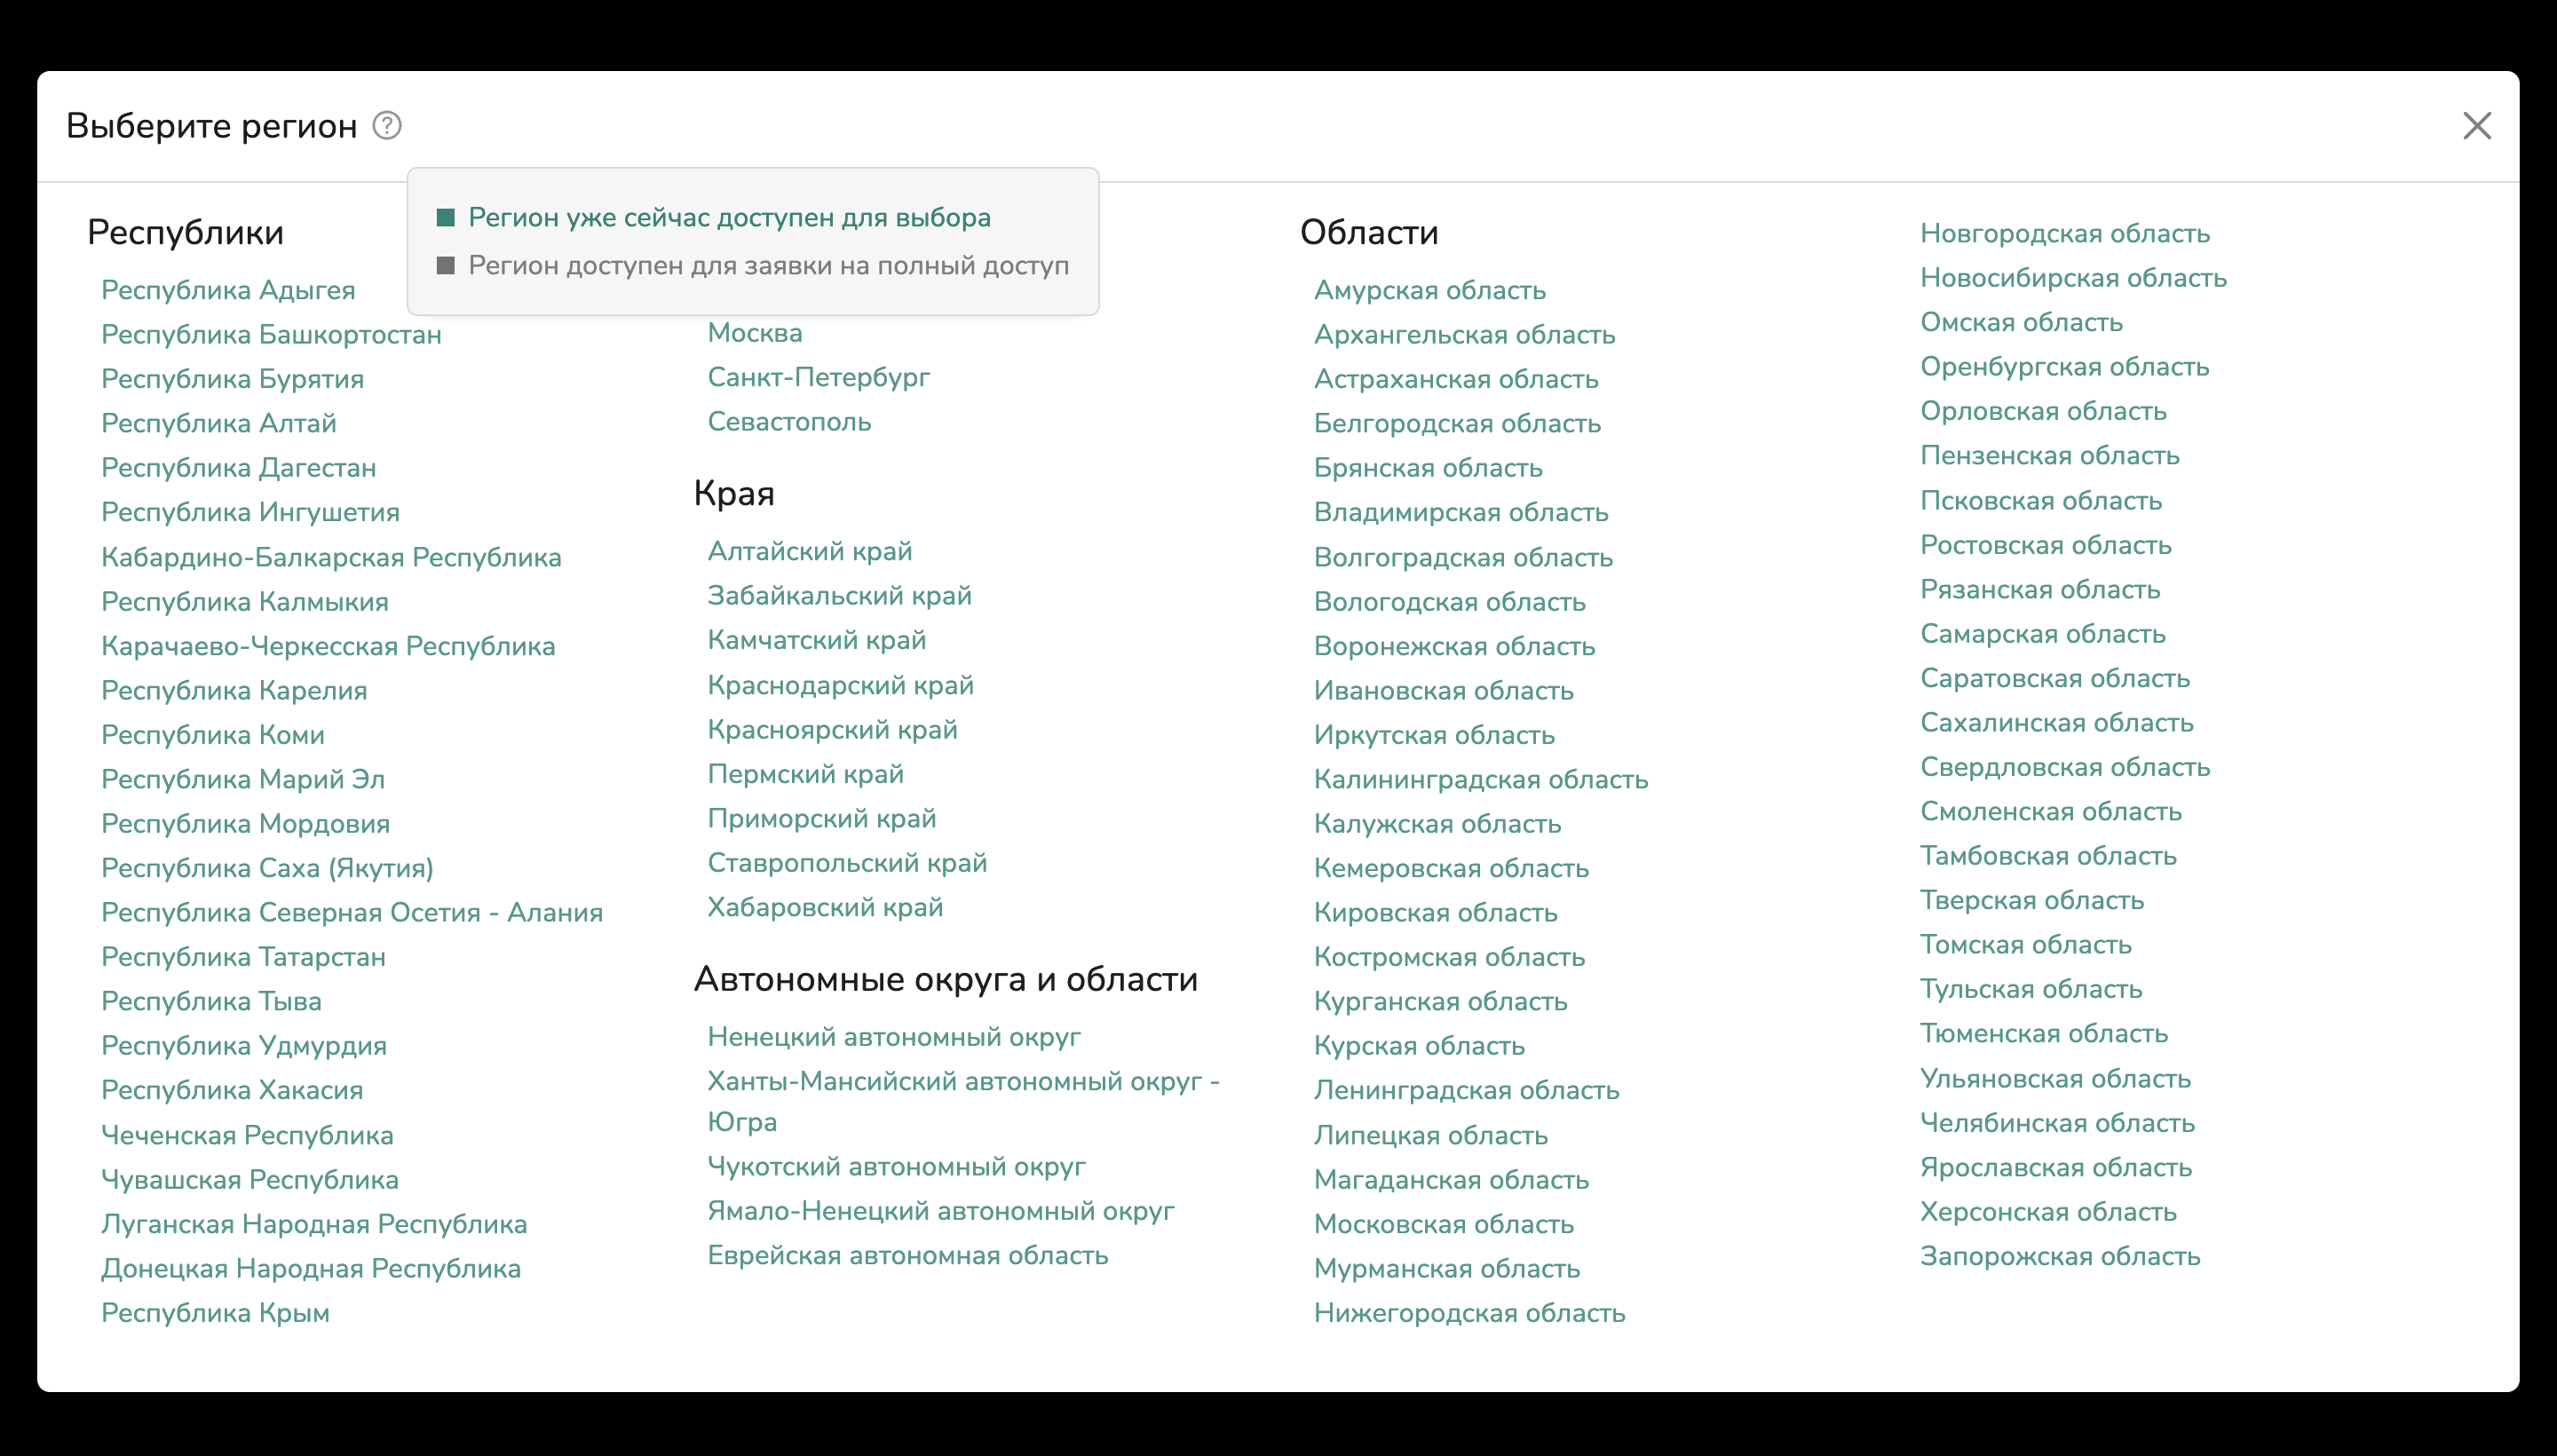 Выберите регион
Регион уже сейчас доступен для выбора
Регион доступен для заявки на полный доступ
Республики
Республика Адыгея
Республика Башкортостан
Республика Бурятия
Республика Алтай
Республика Дагестан
Республика Ингушетия
Кабардино-Балкарская Республика
Республика Калмыкия
Карачаево-Черкесская Республика
Республика Карелия
Республика Коми
Республика Марий Эл
Республика Мордовия
Республика Саха (Якутия)
Республика Северная Осетия - Алания
Республика Татарстан
Республика Тыва
Республика Удмурдия
Республика Хакасия
Чеченская Республика
Чувашская Республика
Луганская Народная Республика
Донецкая Народная Республика
Республика Крым
Москва
Санкт-Петербург
Севастополь
Края
Алтайский край
Забайкальский край
Камчатский край
Краснодарский край
Красноярский край
Пермский край
Приморский край
Ставропольский край
Хабаровский край
Автономные округа и области
Ненецкий автономный округ
Ханты-Мансийский автономный округ -
Югра
Чукотский автономный округ
Ямало-Ненецкий автономный округ
Еврейская автономная область
Области
Амурская область
Архангельская область
Астраханская область
Белгородская область
Брянская область
Владимирская область
Волгоградская область
Вологодская область
Воронежская область
Ивановская область
Иркутская область
Калининградская область
Калужская область
Кемеровская область
Кировская область
Костромская область
Курганская область
Курская область
Ленинградская область
Липецкая область
Магаданская область
Московская область
Мурманская область
Нижегородская область
Новгородская область
Новосибирская область
Омская область
Оренбургская область
Орловская область
Пензенская область
Псковская область
Ростовская область
Рязанская область
Самарская область
Саратовская область
Сахалинская область
Свердловская область
Смоленская область
Тамбовская область
Тверская область
Томская область
Тульская область
Тюменская область
Ульяновская область
Челябинская область
Ярославская область
Херсонская область
Запорожская область